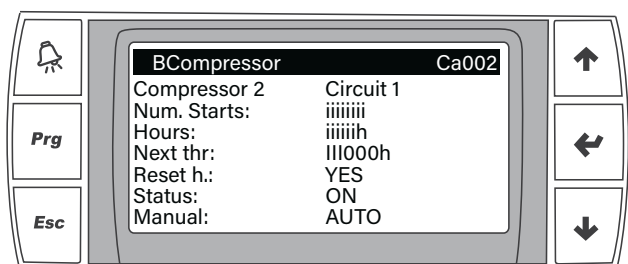 BCompressor Ca002
Compressor 2 Circuit 1
Num. Starts: iiiiiiii
Hours: iiiiiih
Next thr: III000h
Reset h.: YES
Status: ON
Manual: AUTO
Prg
Esc